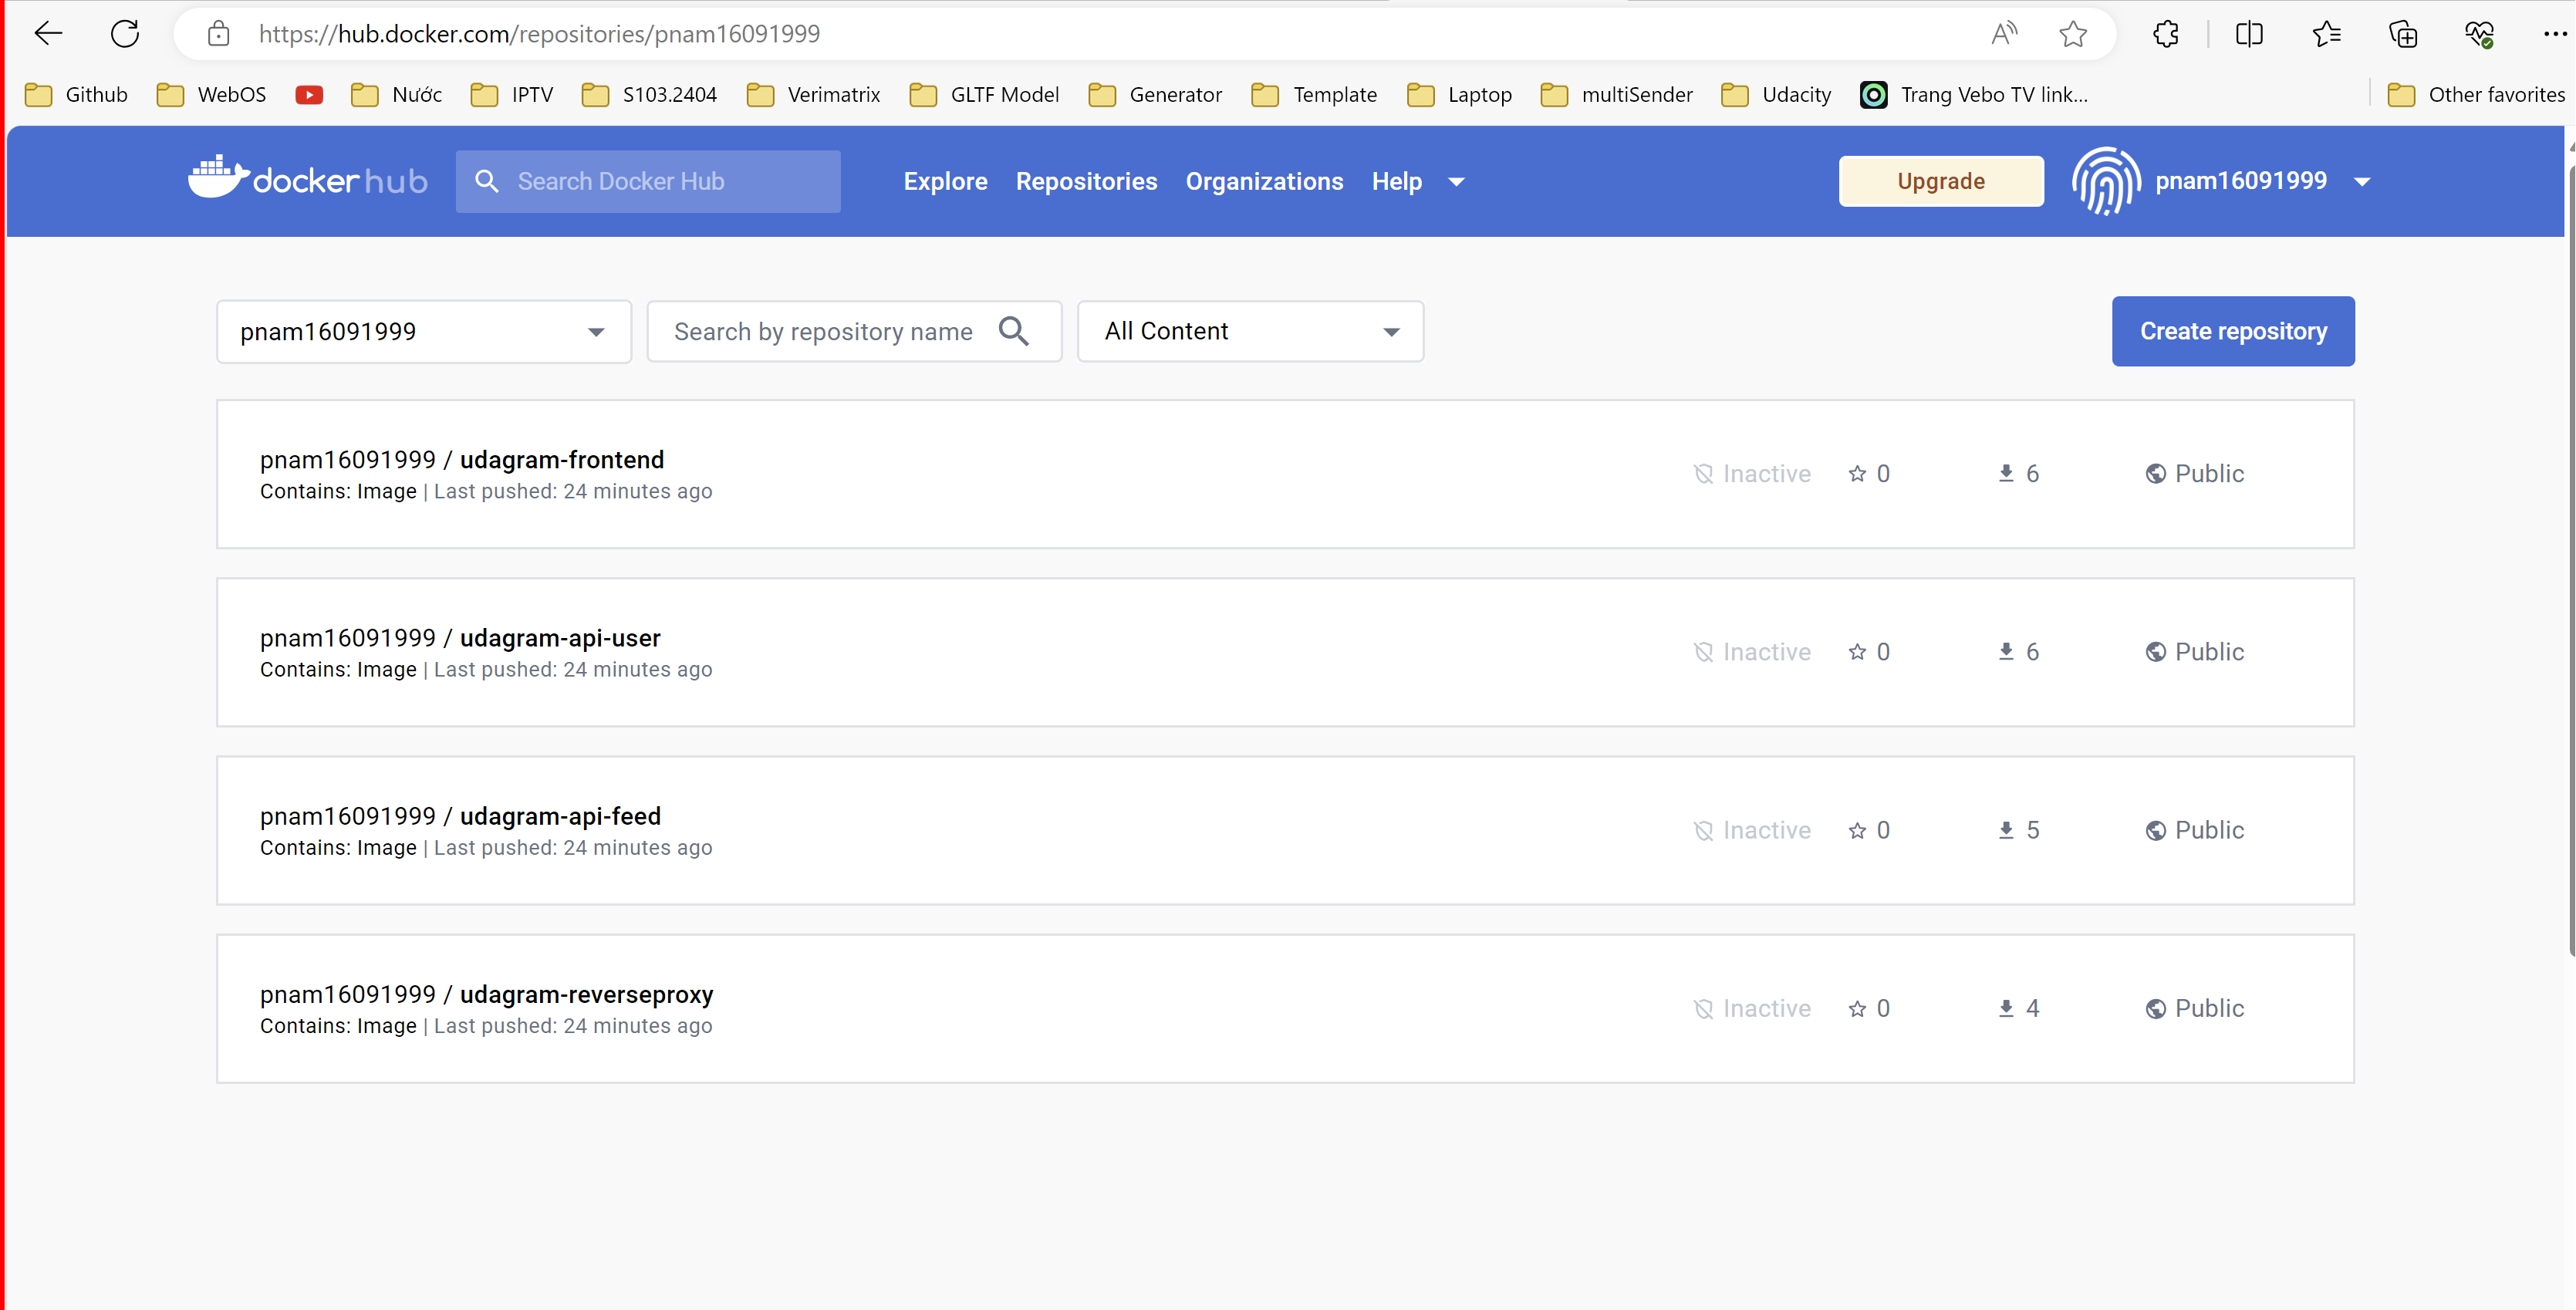 https://hub.docker.com/repositories/pnam16091999
Github WebOS Nước IPTV S103.2404 Verimatrix GLTF Model Generator Template Laptop multiSender Udacity Trang Vebo TV link... Other favorites
docker hub Search Docker Hub Explore Repositories Organizations Help Upgrade pnam16091999
pnam16091999 Search by repository name All Content Create repository
pnam16091999 / udagram-frontend
Contains: Image | Last pushed: 24 minutes ago
Inactive 0 6 Public
pnam16091999 / udagram-api-user
Contains: Image | Last pushed: 24 minutes ago
Inactive 0 6 Public
pnam16091999 / udagram-api-feed
Contains: Image | Last pushed: 24 minutes ago
Inactive 0 5 Public
pnam16091999 / udagram-reverseproxy
Contains: Image | Last pushed: 24 minutes ago
Inactive 0 4 Public